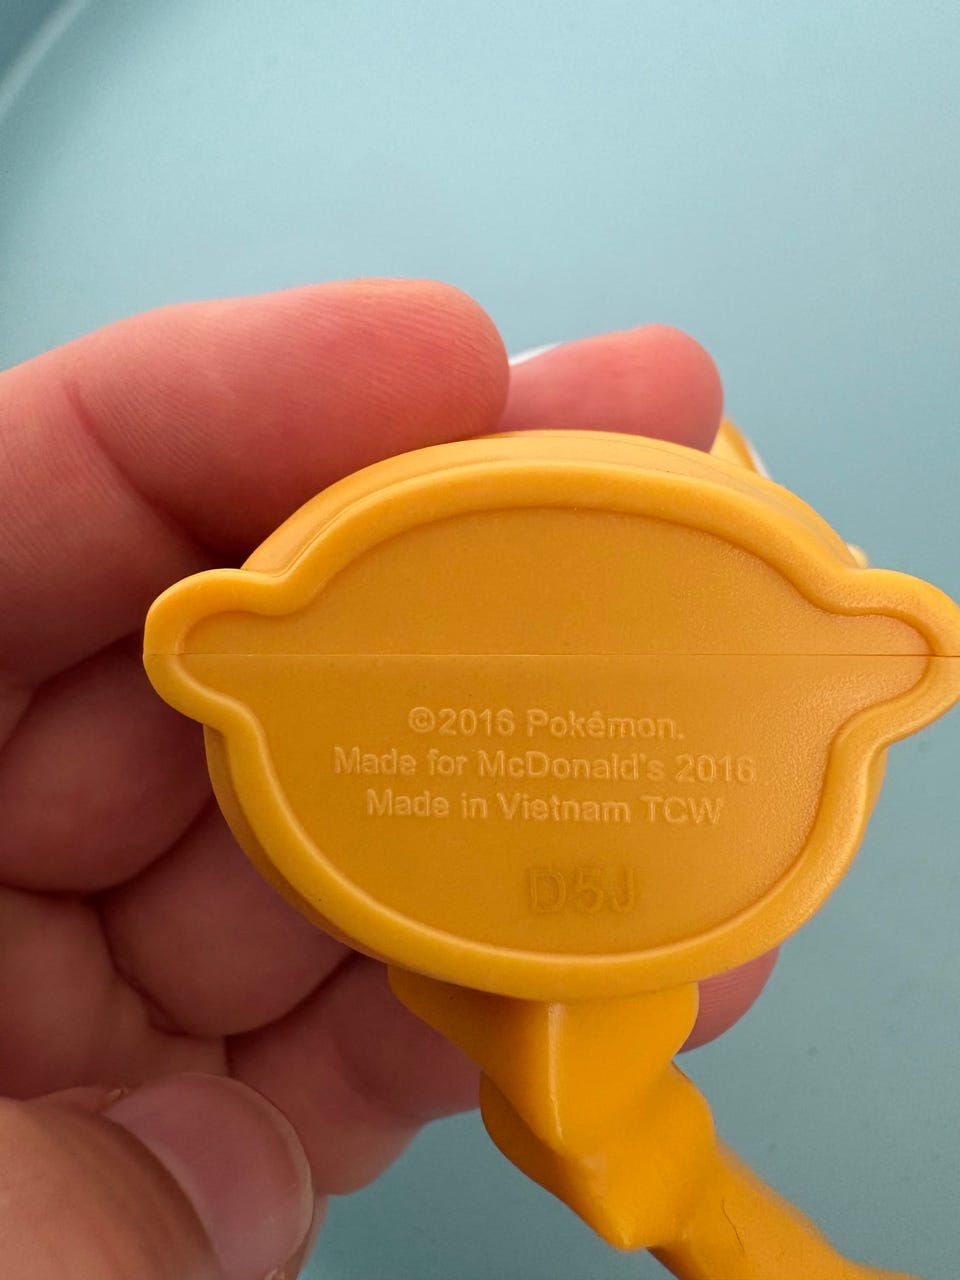 ©2016 Pokémon.
Made for McDonald's 2016
Made in Vietnam TCW
D5J